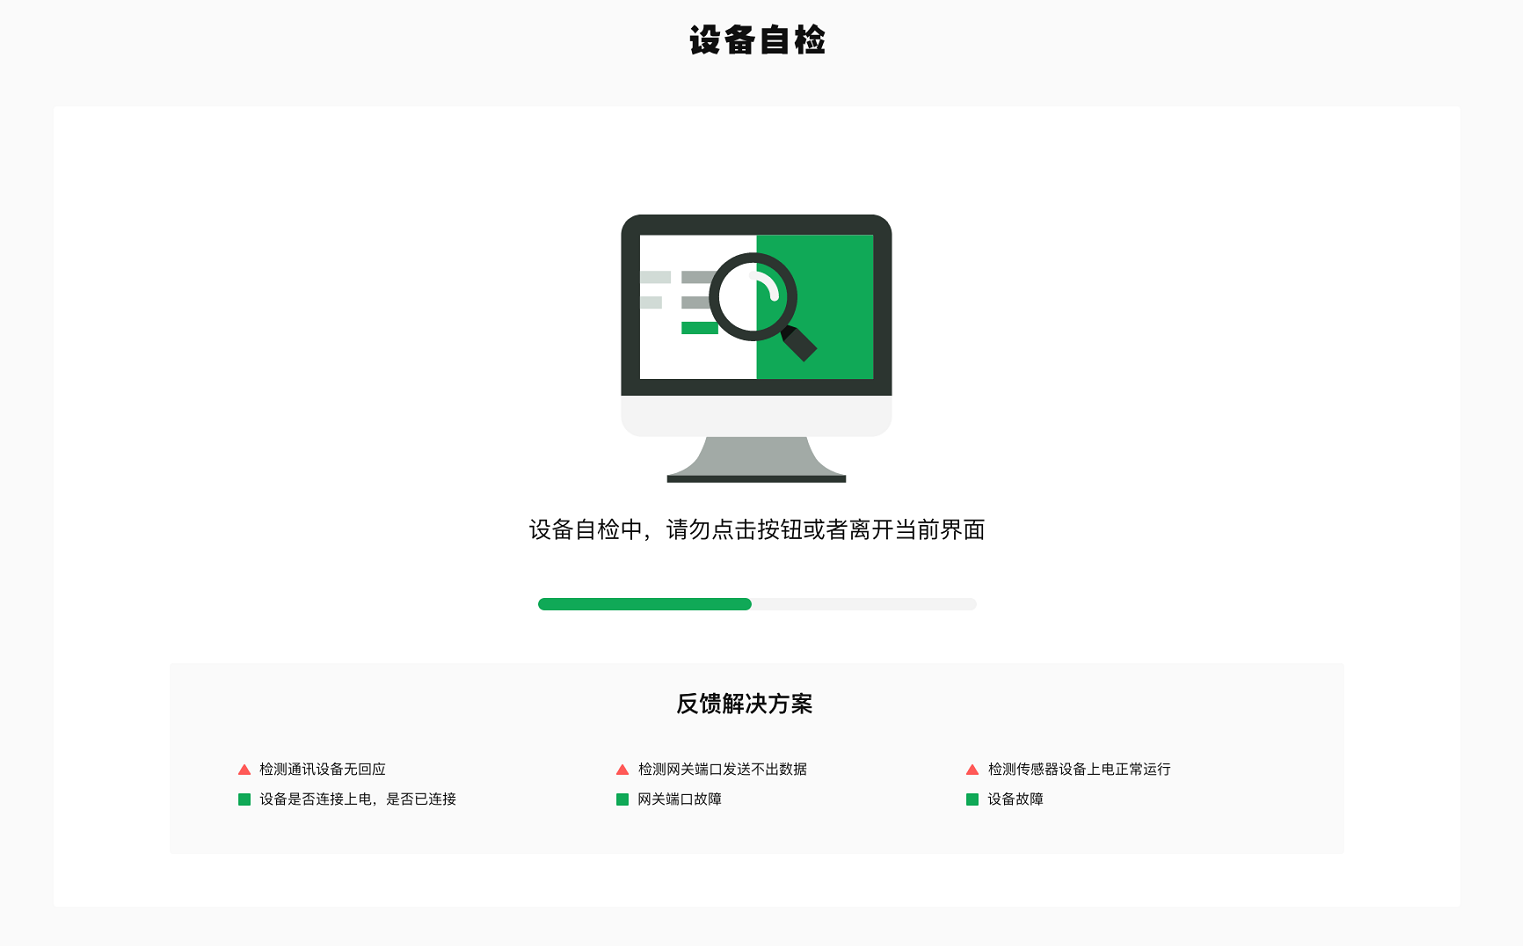 设备自检
设备自检中，请勿点击按钮或者离开当前界面
反馈解决方案
检测通讯设备无回应
检测网关端口发送不出数据
检测传感器设备上电正常运行
设备是否连接上电，是否已连接
网关端口故障
设备故障